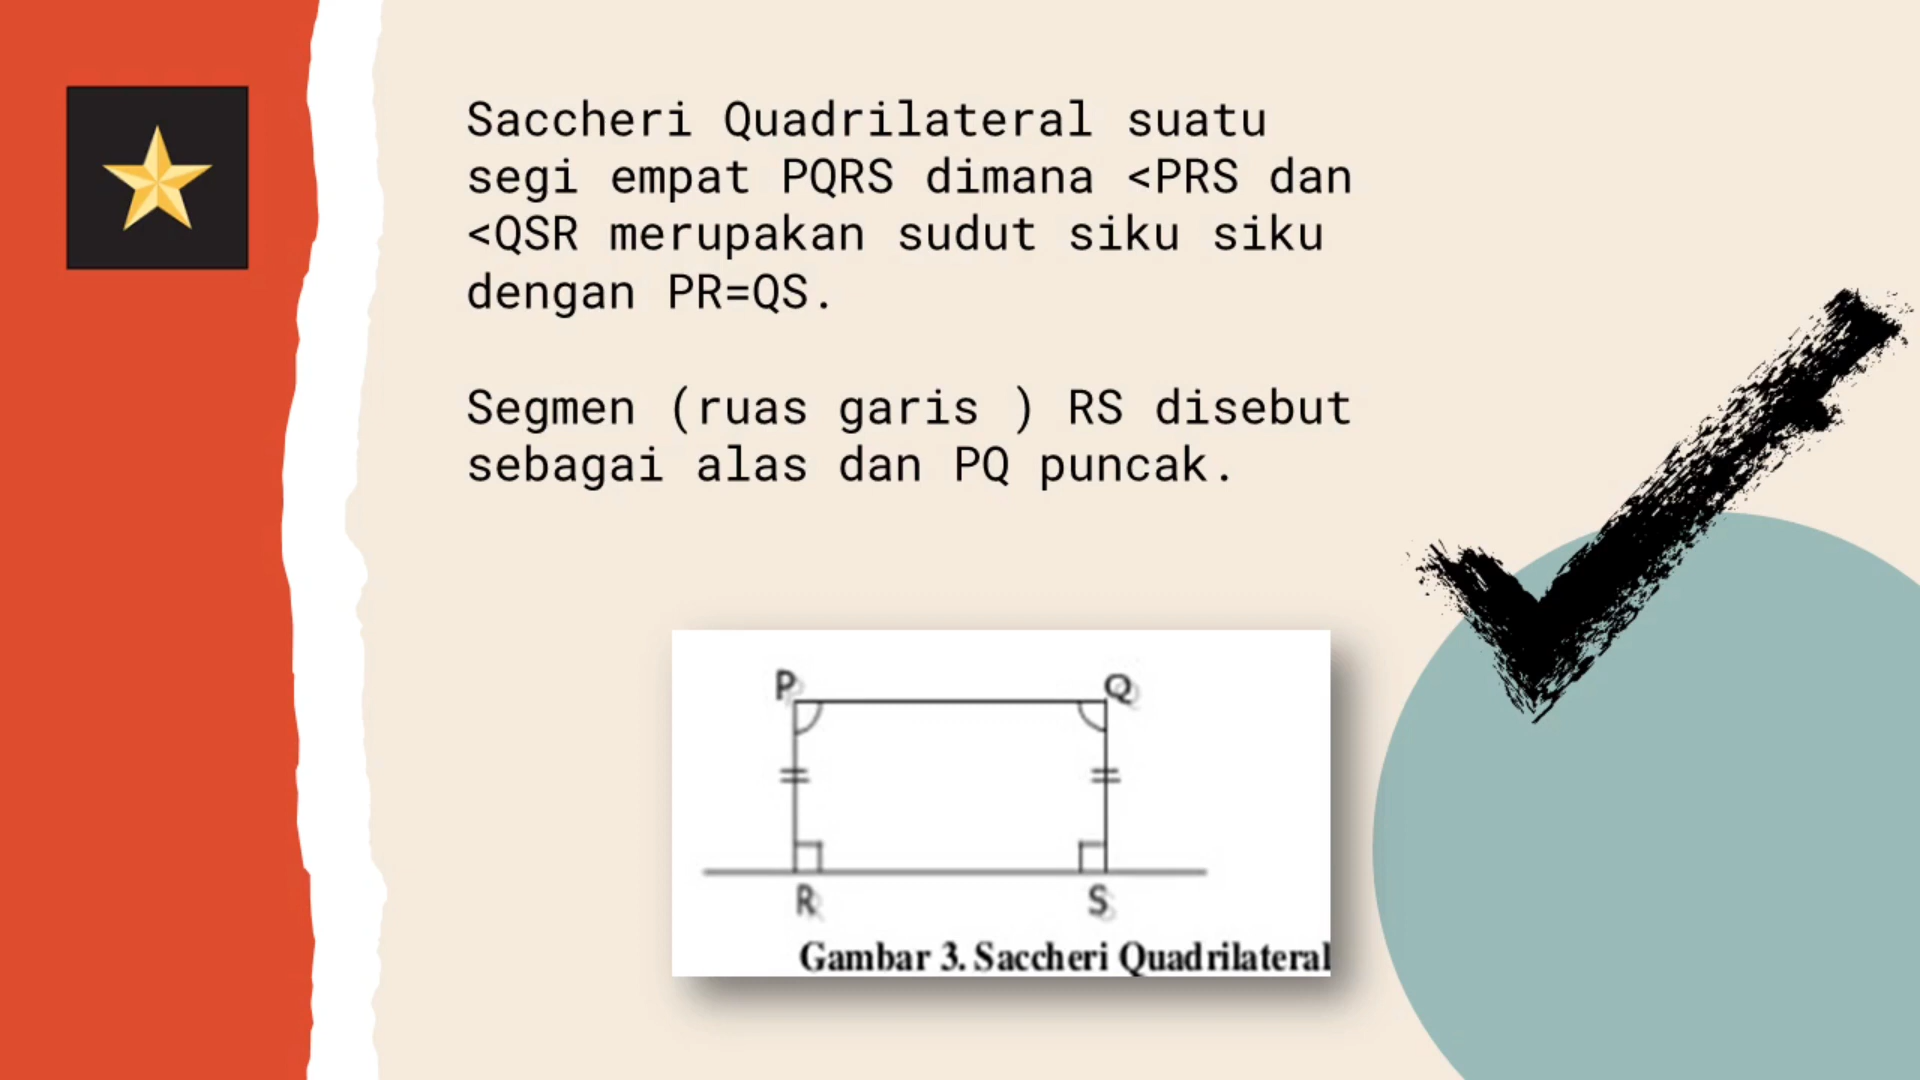 Saccheri Quadrilateral suatu
segi empat PQRS dimana <PRS dan
<QSR merupakan sudut siku siku
dengan PR=QS.
Segmen (ruas garis ) RS disebut
sebagai alas dan PQ puncak.
P
Q
R
S
Gambar 3. Saccheri Quadrilateral